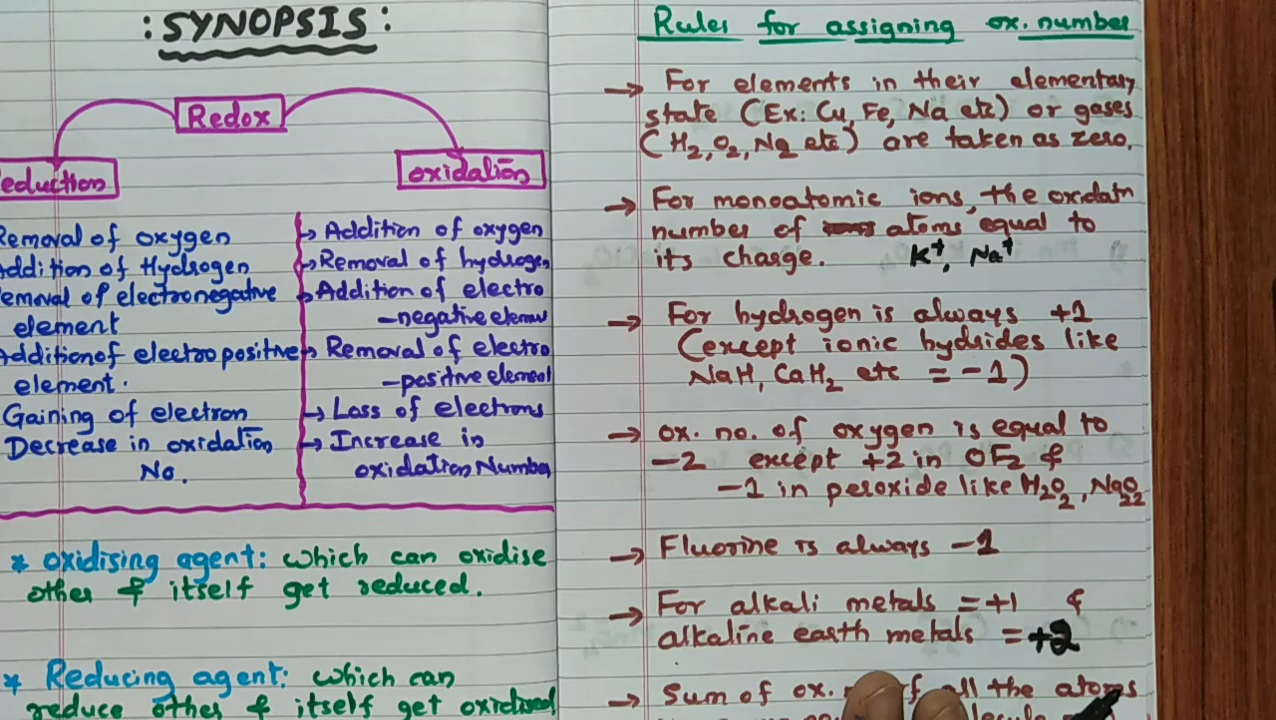 : SYNOPSIS :
Redox
eduction
oxidation
Removal of oxygen
Addition of Hydrogen
emoval of electronegative
element
Addition of electropositive
element.
Gaining of electron
Decrease in oxidation
No.
→ Addition of oxygen
→ Removal of hydrogen
→ Addition of electro
-negative
→ Removal of electro
-positive element
→ Loss of electrons
→ Increase in
oxidation Number
* oxidising agent: which can oxidise
other & itself get reduced.
* Reducing agent: which can
reduce other & itself get oxidised
Rules for assigning ox. number
→ For elements in their elementary
state (Ex: Cu, Fe, Na etc) or gases
(H2, O2, N2 etc) are taken as zero.
→ For monoatomic ions, the oxidatn
number of atoms equal to
its charge. K+, Na+
→ For hydrogen is always +1
(except ionic hydrides like
NaH, CaH2 etc = -1)
→ ox. no. of oxygen is equal to
-2 except +2 in OF2 &
-1 in peroxide like H2O2, Na2O2
→ Fluorine is always -1
→ For alkali metals = +1 &
alkaline earth metals = +2
→ Sum of ox. of all the atoms